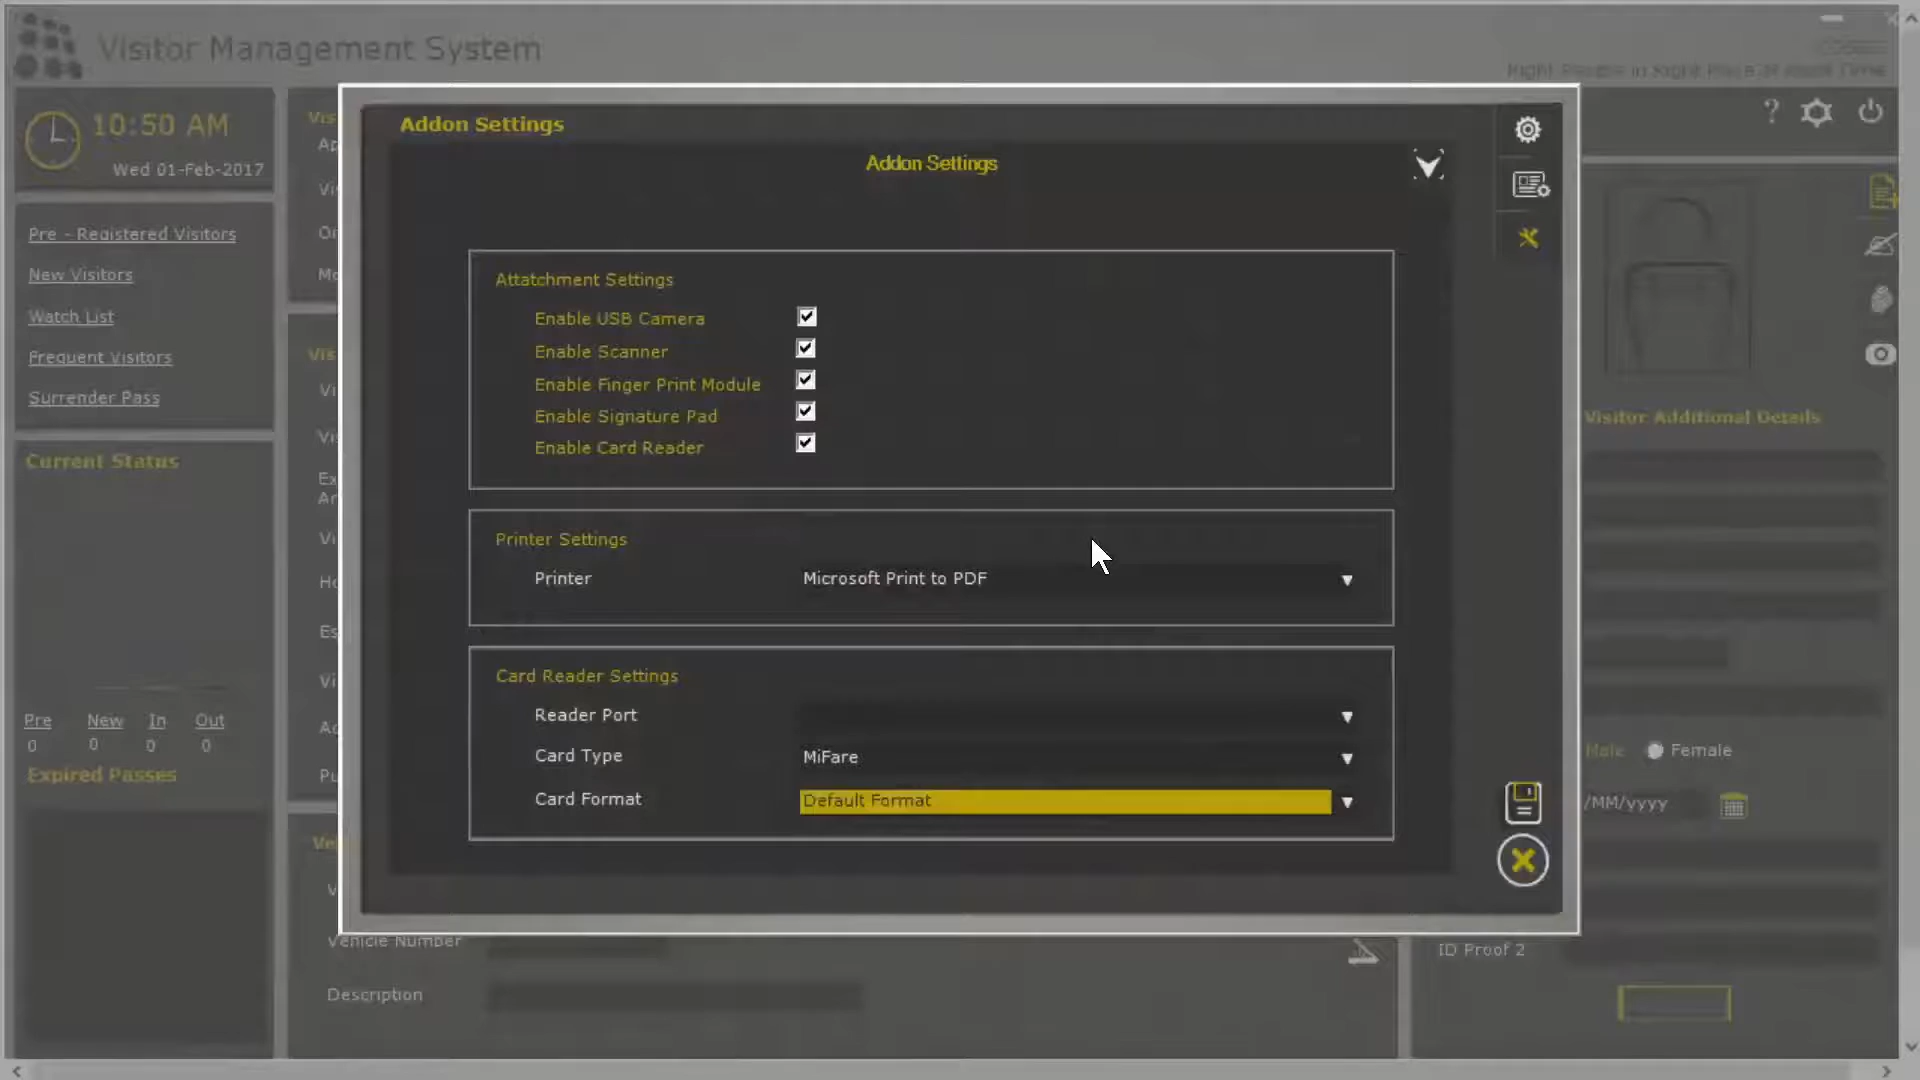 Visitor Management System
10:50 AM
Wed 01-Feb-2017
Pre - Registered Visitors
New Visitors
Watch List
Frequent Visitors
Surrender Pass
Current Status
Pre New In Out
0 0 0 0
Expired Passes
Addon Settings
Addon Settings
Attatchment Settings
Enable USB Camera
Enable Scanner
Enable Finger Print Module
Enable Signature Pad
Enable Card Reader
Printer Settings
Printer Microsoft Print to PDF
Card Reader Settings
Reader Port
Card Type MiFare
Card Format Default Format
Vehicle Number
Description
?
Visitor Additional Details
Male Female
/MM/yyyy
ID Proof 2